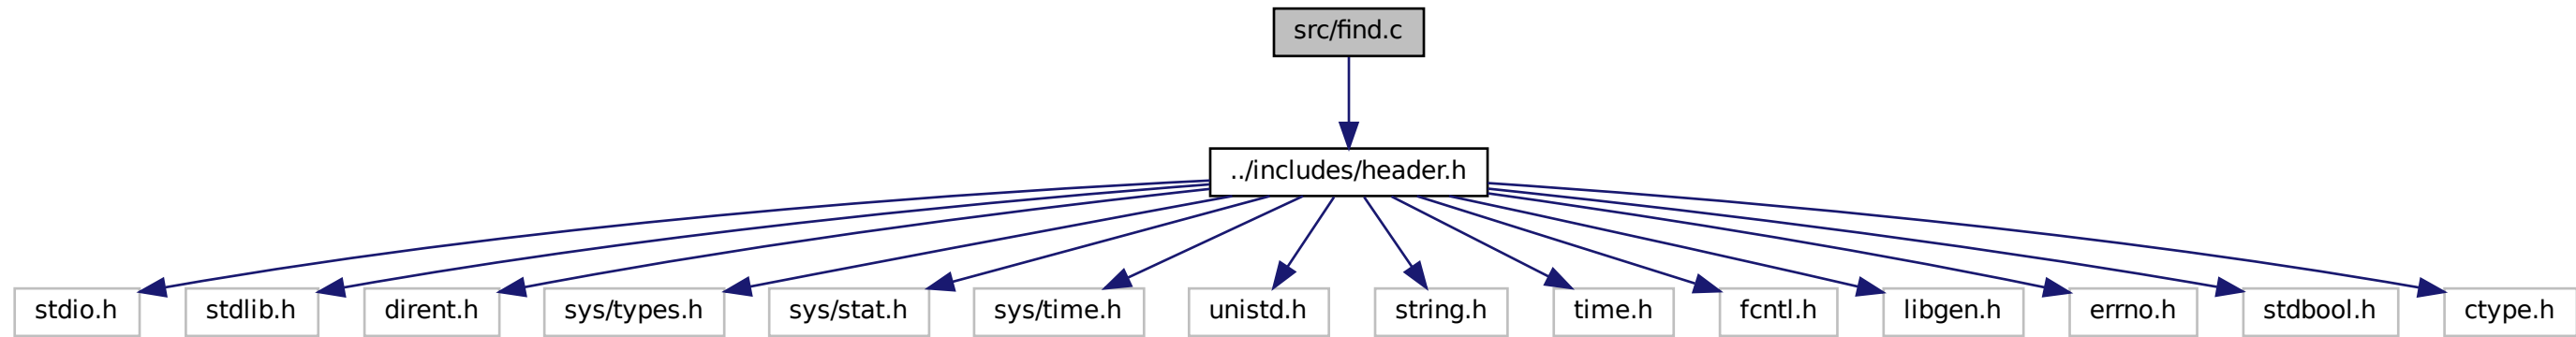 src/find.c
../includes/header.h
stdio.h
stdlib.h
dirent.h
sys/types.h
sys/stat.h
sys/time.h
unistd.h
string.h
time.h
fcntl.h
libgen.h
errno.h
stdbool.h
ctype.h